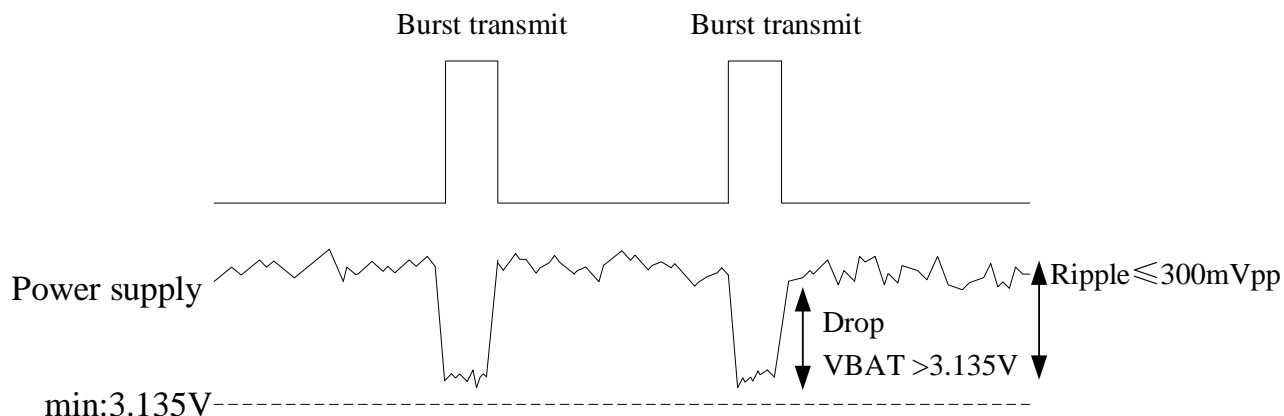 Burst transmit
Burst transmit
Power supply
Ripple≤300mVpp
Drop
VBAT >3.135V
min:3.135V